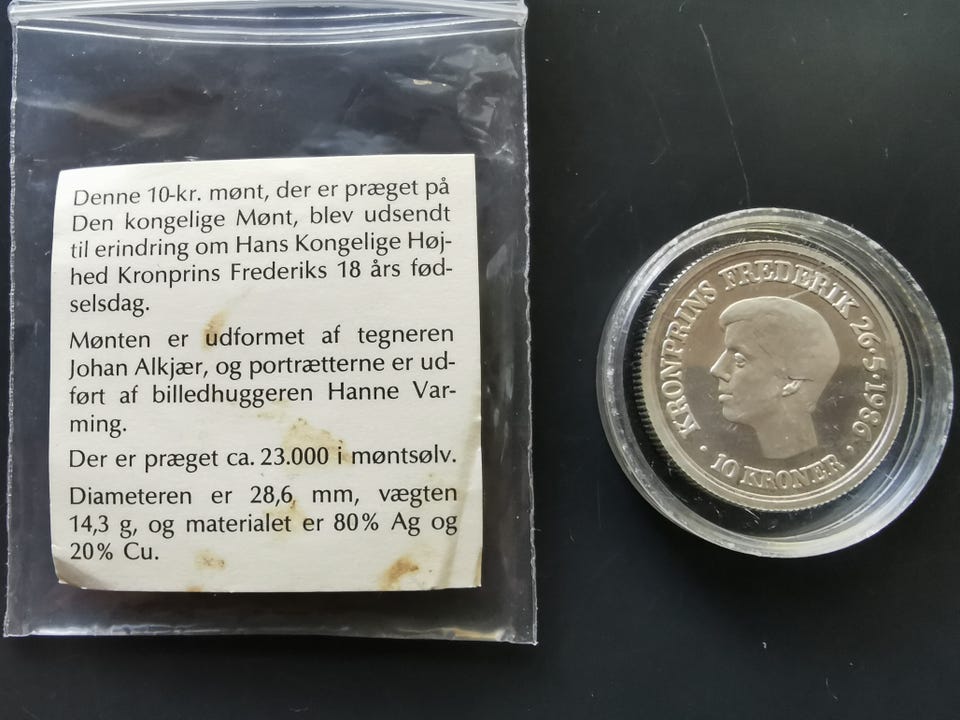 Denne 10-kr. mønt, der er præget på
Den kongelige Mønt, blev udsendt
til erindring om Hans Kongelige Høj-
hed Kronprins Frederiks 18 års fød-
selsdag.
Mønten er udformet af tegneren
Johan Alkjær, og portrætterne er ud-
ført af billedhuggeren Hanne Var-
ming.
Der er præget ca. 23.000 i møntsølv.
Diameteren er 28,6 mm, vægten
14,3 g, og materialet er 80% Ag og
20% Cu.
KRONPRINS FREDERIK 26·5·1986
· 10 KRONER ·